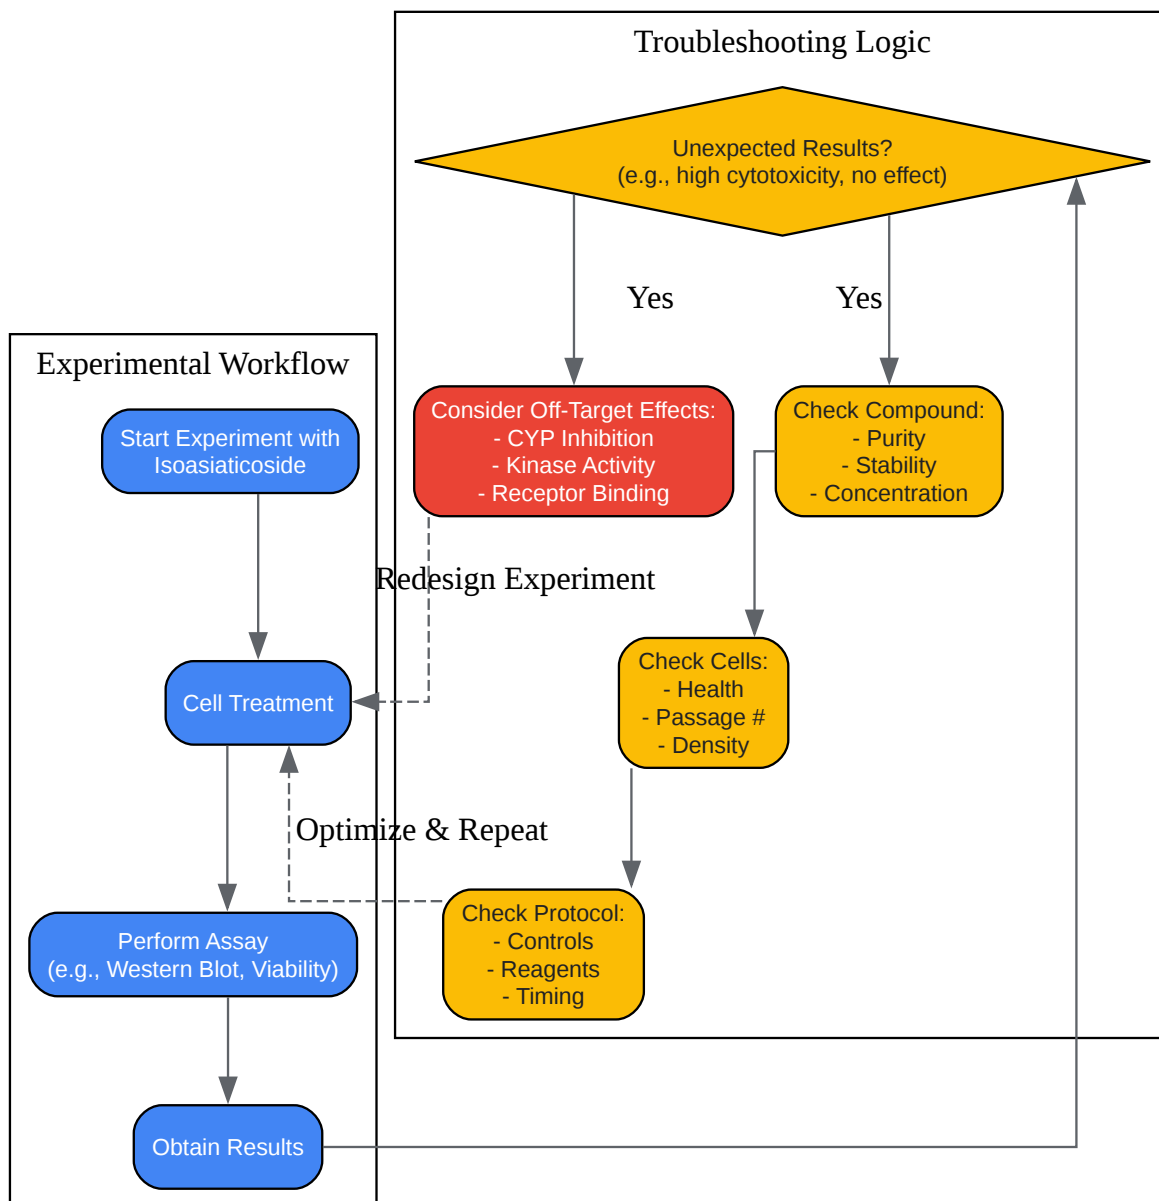 Troubleshooting Logic
Unexpected Results?
(e.g., high cytotoxicity, no effect)
Yes
Yes
Experimental Workflow
Start Experiment with
Isoasiaticoside
Consider Off-Target Effects:
- CYP Inhibition
- Kinase Activity
- Receptor Binding
Check Compound:
- Purity
- Stability
- Concentration
Redesign Experiment
Cell Treatment
Check Cells:
- Health
- Passage #
- Density
Optimize & Repeat
Perform Assay
(e.g., Western Blot, Viability)
Check Protocol:
- Controls
- Reagents
- Timing
Obtain Results